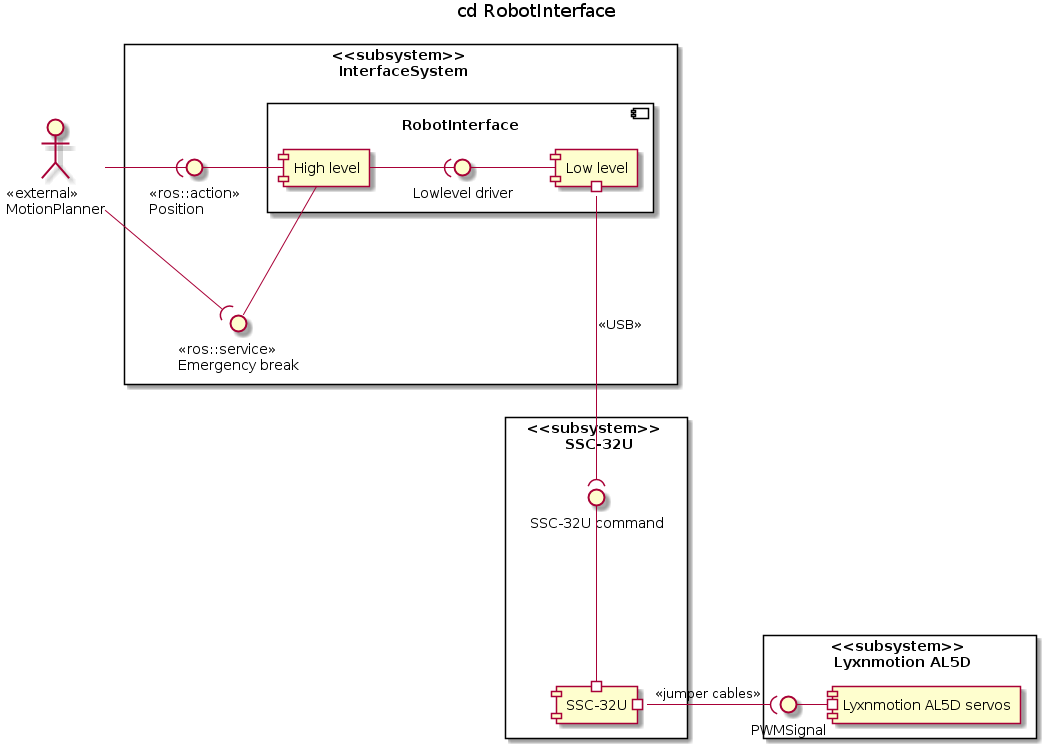 cd RobotInterface
<<subsystem>>
InterfaceSystem
RobotInterface
High level
Low level
Lowlevel driver
«external»
MotionPlanner
«ros::action»
Position
«ros::service»
Emergency break
«USB»
<<subsystem>>
SSC-32U
SSC-32U command
SSC-32U
«jumper cables»
<<subsystem>>
Lyxnmotion AL5D
Lyxnmotion AL5D servos
PWMSignal